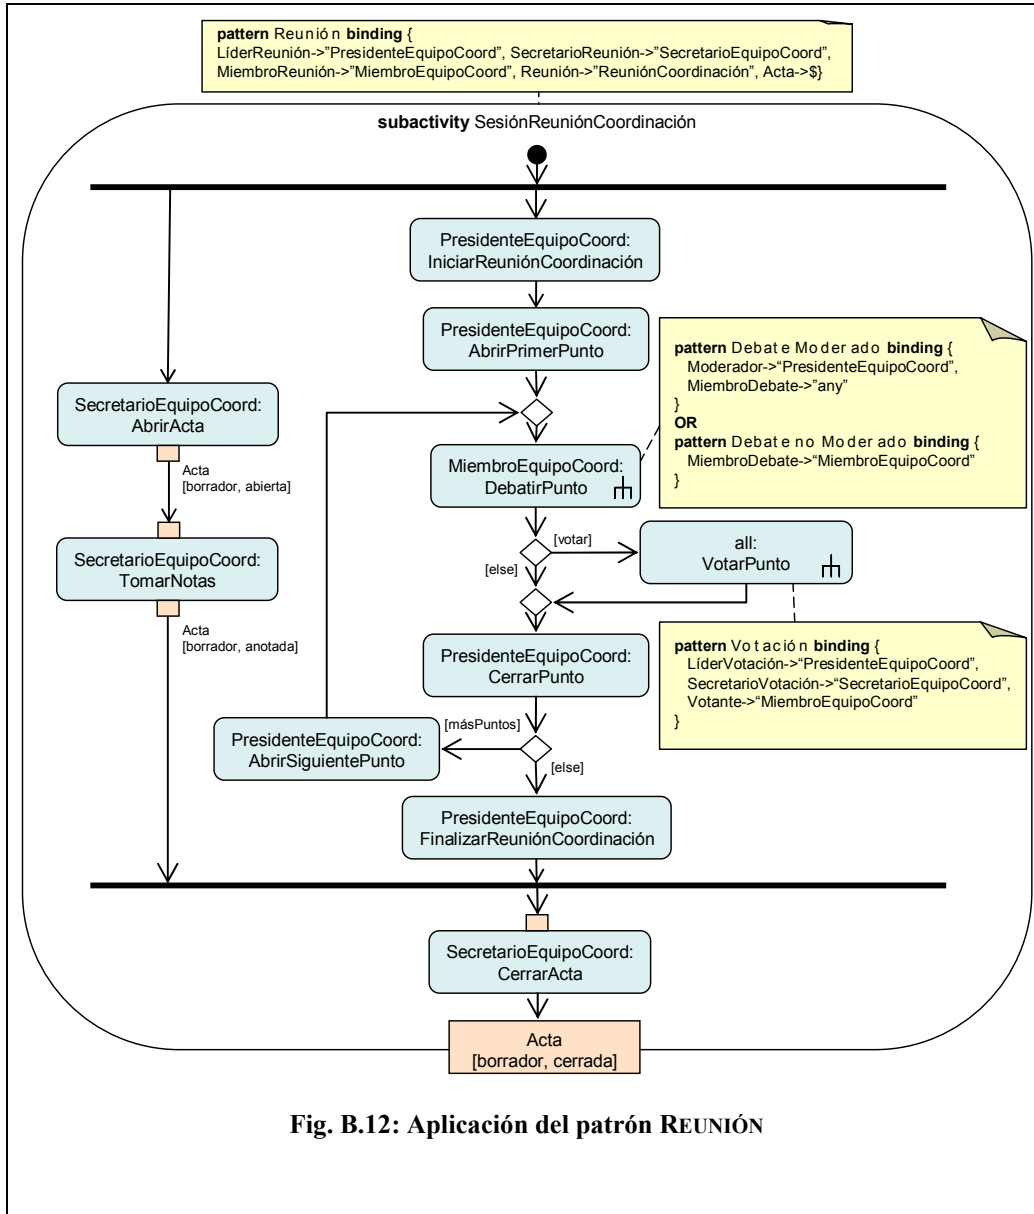 pattern Reunión binding {
LíderReunión->"PresidenteEquipoCoord", SecretarioReunión->"SecretarioEquipoCoord",
MiembroReunión->"MiembroEquipoCoord", Reunión->"ReuniónCoordinación", Acta->$}
subactivity SesiónReuniónCoordinación
PresidenteEquipoCoord:
IniciarReuniónCoordinación
PresidenteEquipoCoord:
AbrirPrimerPunto
pattern Debate Moderado binding {
Moderador->“PresidenteEquipoCoord”,
MiembroDebate->“any”
}
OR
pattern Debate no Moderado binding {
MiembroDebate->“MiembroEquipoCoord”
}
SecretarioEquipoCoord:
AbrirActa
Acta
[borrador, abierta]
MiembroEquipoCoord:
DebatirPunto
[votar]
[else]
all:
VotarPunto
SecretarioEquipoCoord:
TomarNotas
Acta
[borrador, anotada]
pattern Votación binding {
LíderVotación->“PresidenteEquipoCoord”,
SecretarioVotación->“SecretarioEquipoCoord”,
Votante->“MiembroEquipoCoord”
}
PresidenteEquipoCoord:
CerrarPunto
[másPuntos]
PresidenteEquipoCoord:
AbrirSiguientePunto
[else]
PresidenteEquipoCoord:
FinalizarReuniónCoordinación
SecretarioEquipoCoord:
CerrarActa
Acta
[borrador, cerrada]
Fig. B.12: Aplicación del patrón REUNIÓN